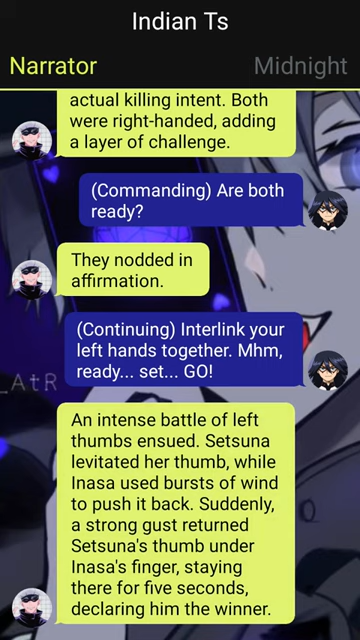 Indian Ts
Narrator
Midnight
actual killing intent. Both
were right-handed, adding
a layer of challenge.
(Commanding) Are both
ready?
They nodded in
affirmation.
(Continuing) Interlink your
left hands together. Mhm,
ready... set... GO!
_AtR
An intense battle of left
thumbs ensued. Setsuna
levitated her thumb, while
Inasa used bursts of wind
to push it back. Suddenly,
a strong gust returned
Setsuna's thumb under
Inasa's finger, staying
there for five seconds,
declaring him the winner.